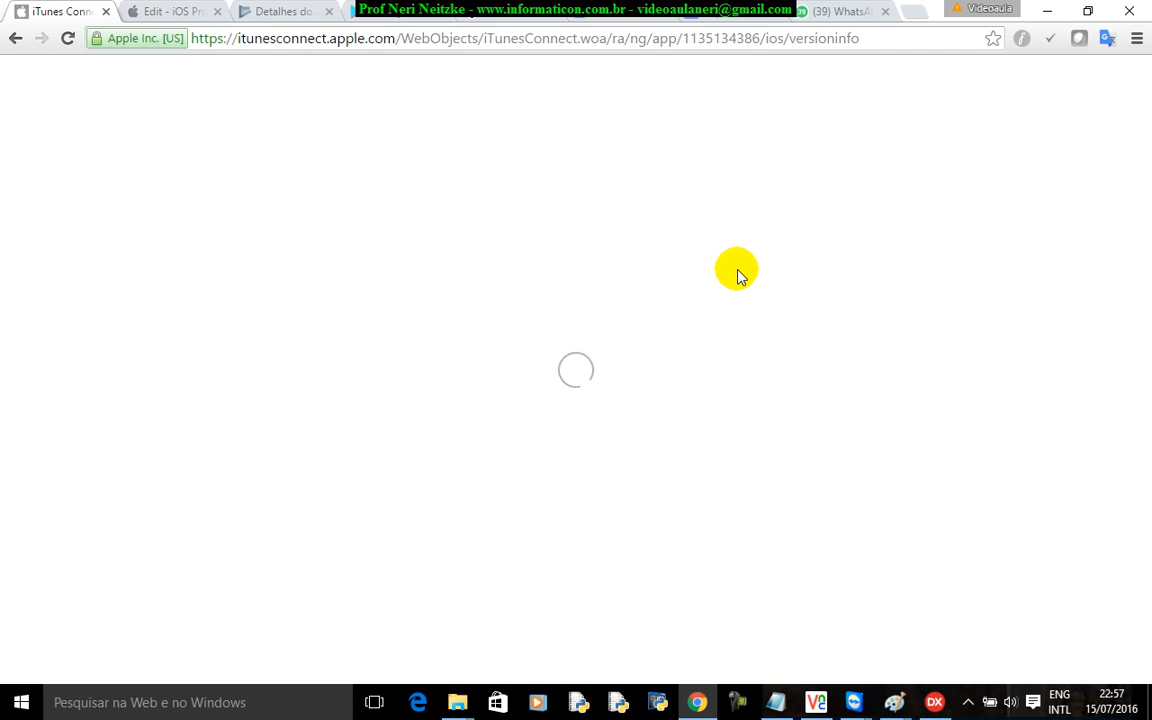 iTunes Conn
Edit - iOS Pro
Detalhes do
Prof Neri Neitzke - www.informaticon.com.br - videoaulaneri@gmail.com
(39) WhatsA
Videoaula
Apple Inc. [US]
https://itunesconnect.apple.com/WebObjects/iTunesConnect.woa/ra/ng/app/1135134386/ios/versioninfo
Pesquisar na Web e no Windows
DX
ENG
INTL
22:57
15/07/2016